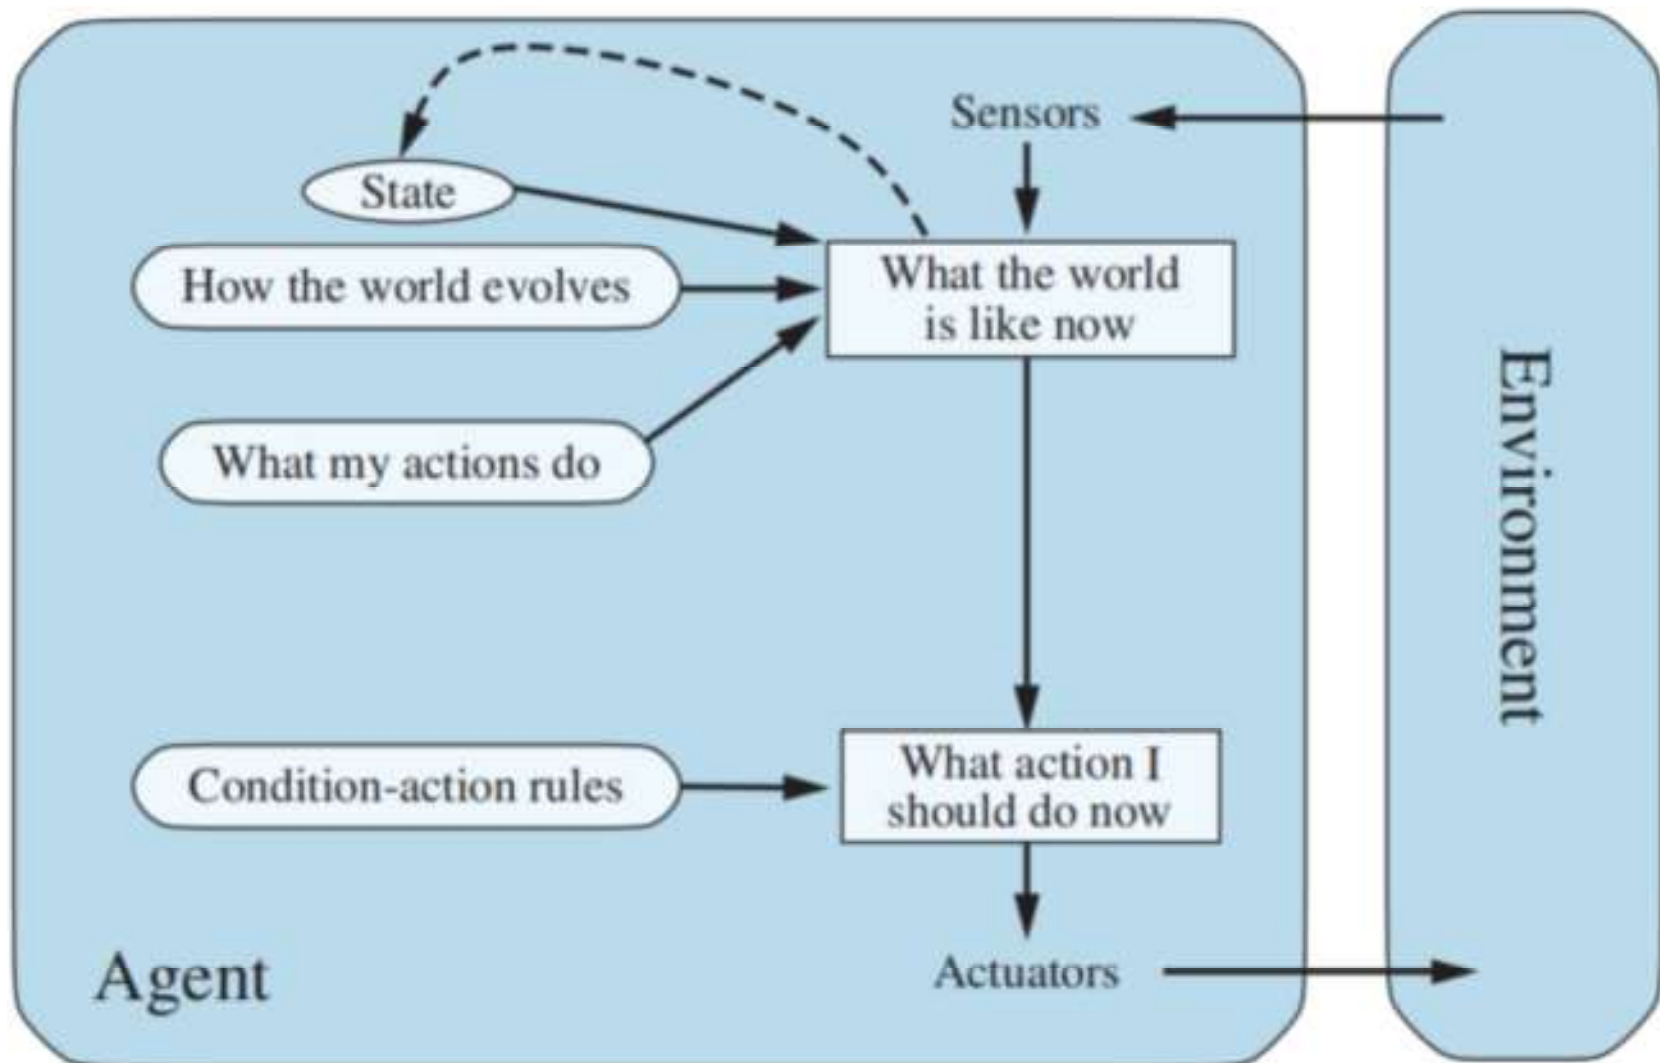 Sensors
State
How the world evolves
What the world
is like now
What my actions do
Environment
Condition-action rules
What action I
should do now
Agent
Actuators